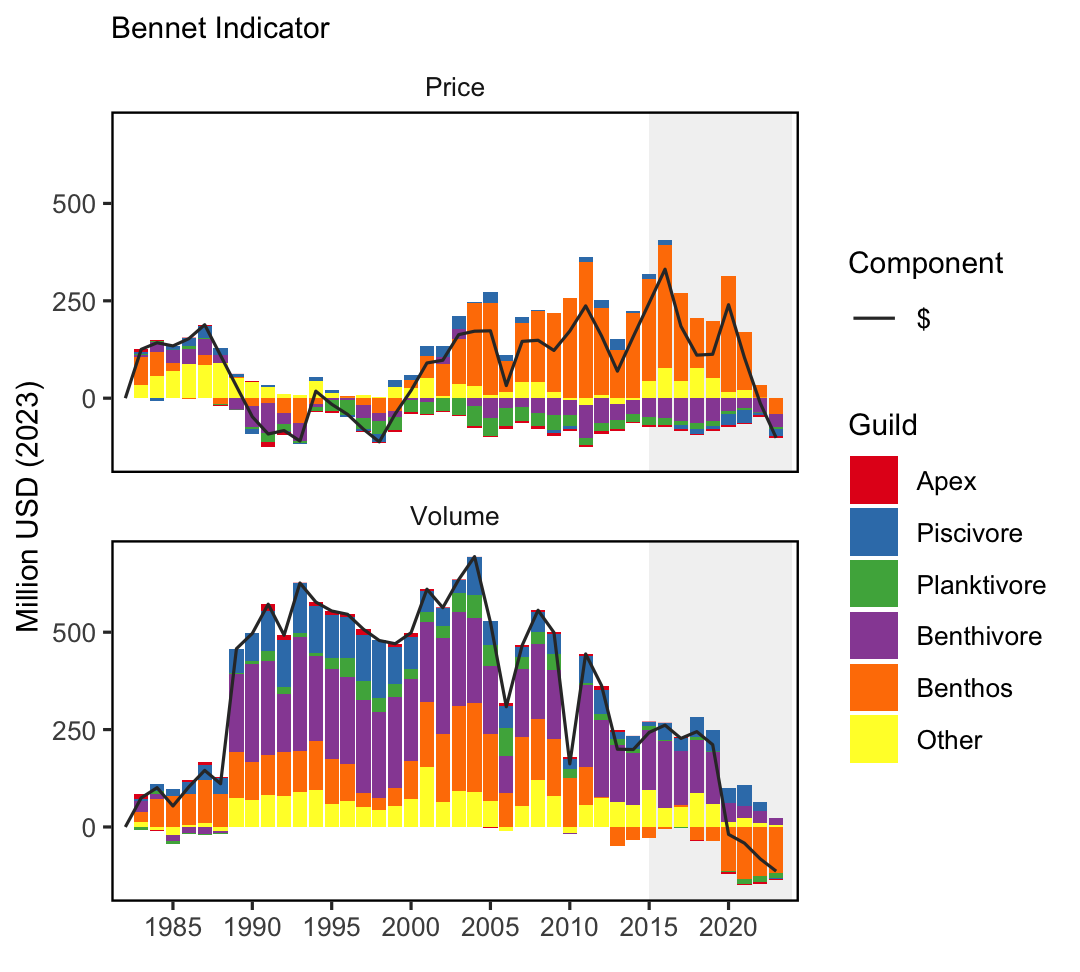 Bennet Indicator
Price
Million USD (2023)
500
250
0
Volume
500
250
0
1985 1990 1995 2000 2005 2010 2015 2020
Component
$
Guild
Apex
Piscivore
Planktivore
Benthivore
Benthos
Other